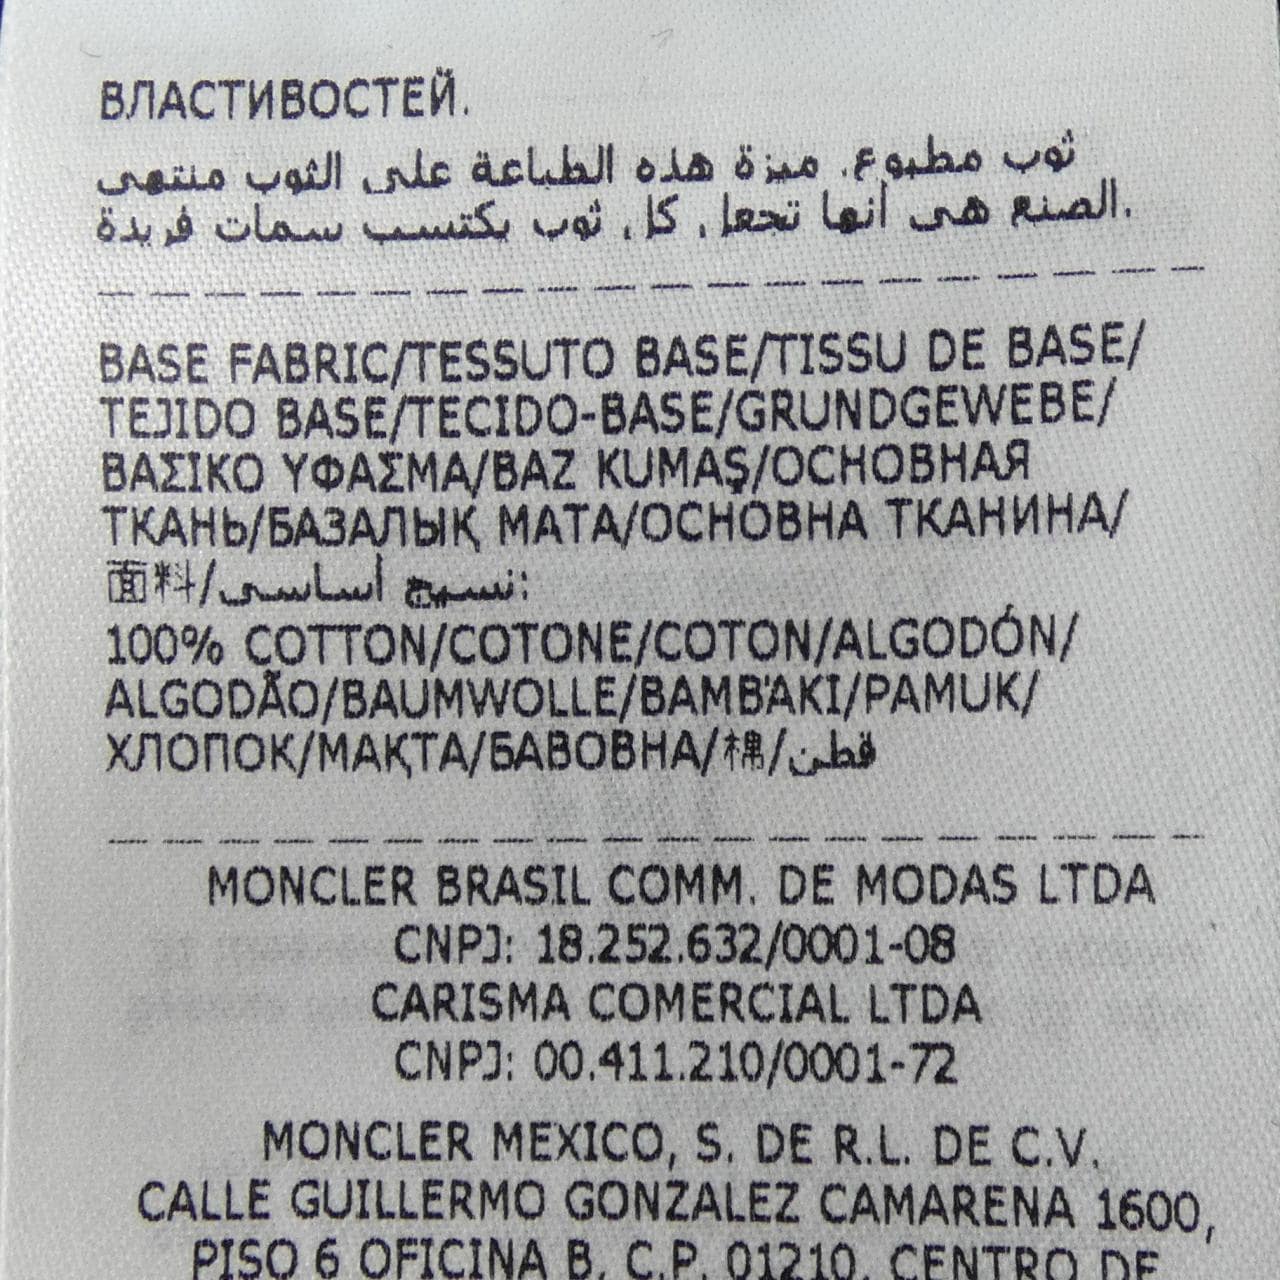 ВЛАСТИВОСТЕЙ.
ثوب مطبوع. ميزة هذه الطباعة على الثوب منتهى
الصنع هى أنها تجعل. كل. ثوب يكتسب سمات فريدة.
BASE FABRIC/TESSUTO BASE/TISSU DE BASE/
TEJIDO BASE/TECIDO-BASE/GRUNDGEWEBE/
ΒΑΣΙΚΟ ΥΦΑΣΜΑ/BAZ KUMAŞ/ОСНОВНАЯ
ТКАНЬ/БАЗАЛЫҚ МАТА/ОСНОВНА ТКАНИНА/
面料/نسيج أساسى:
100% COTTON/COTONE/COTON/ALGODÓN/
ALGODÃO/BAUMWOLLE/ΒΑΜΒΆΚΙ/PAMUK/
ХЛОПОК/МАҚТА/БАВОВНА/棉/قطن
MONCLER BRASIL COMM. DE MODAS LTDA
CNPJ: 18.252.632/0001-08
CARISMA COMERCIAL LTDA
CNPJ: 00.411.210/0001-72
MONCLER MEXICO, S. DE R.L. DE C.V.
CALLE GUILLERMO GONZALEZ CAMARENA 1600,
PISO 6 OFICINA B, C.P. 01210, CENTRO DE